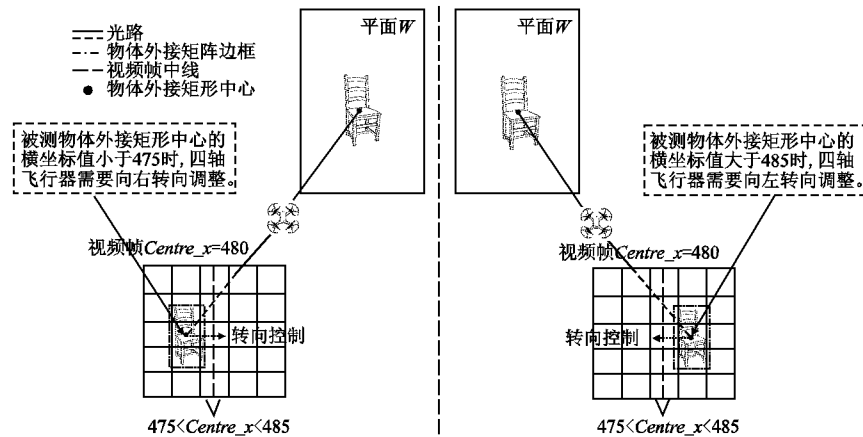 平面W
平面W
光路
物体外接矩阵边框
视频帧中线
物体外接矩形中心
被测物体外接矩形中心的
横坐标值小于475时,四轴
飞行器需要向右转向调整。
被测物体外接矩形中心的
横坐标值大于485时,四轴
飞行器需要向左转向调整。
视频帧Centre_x=480
视频帧Centre_x=480
转向控制
转向控制
475<Centre_x<485
475<Centre_x<485